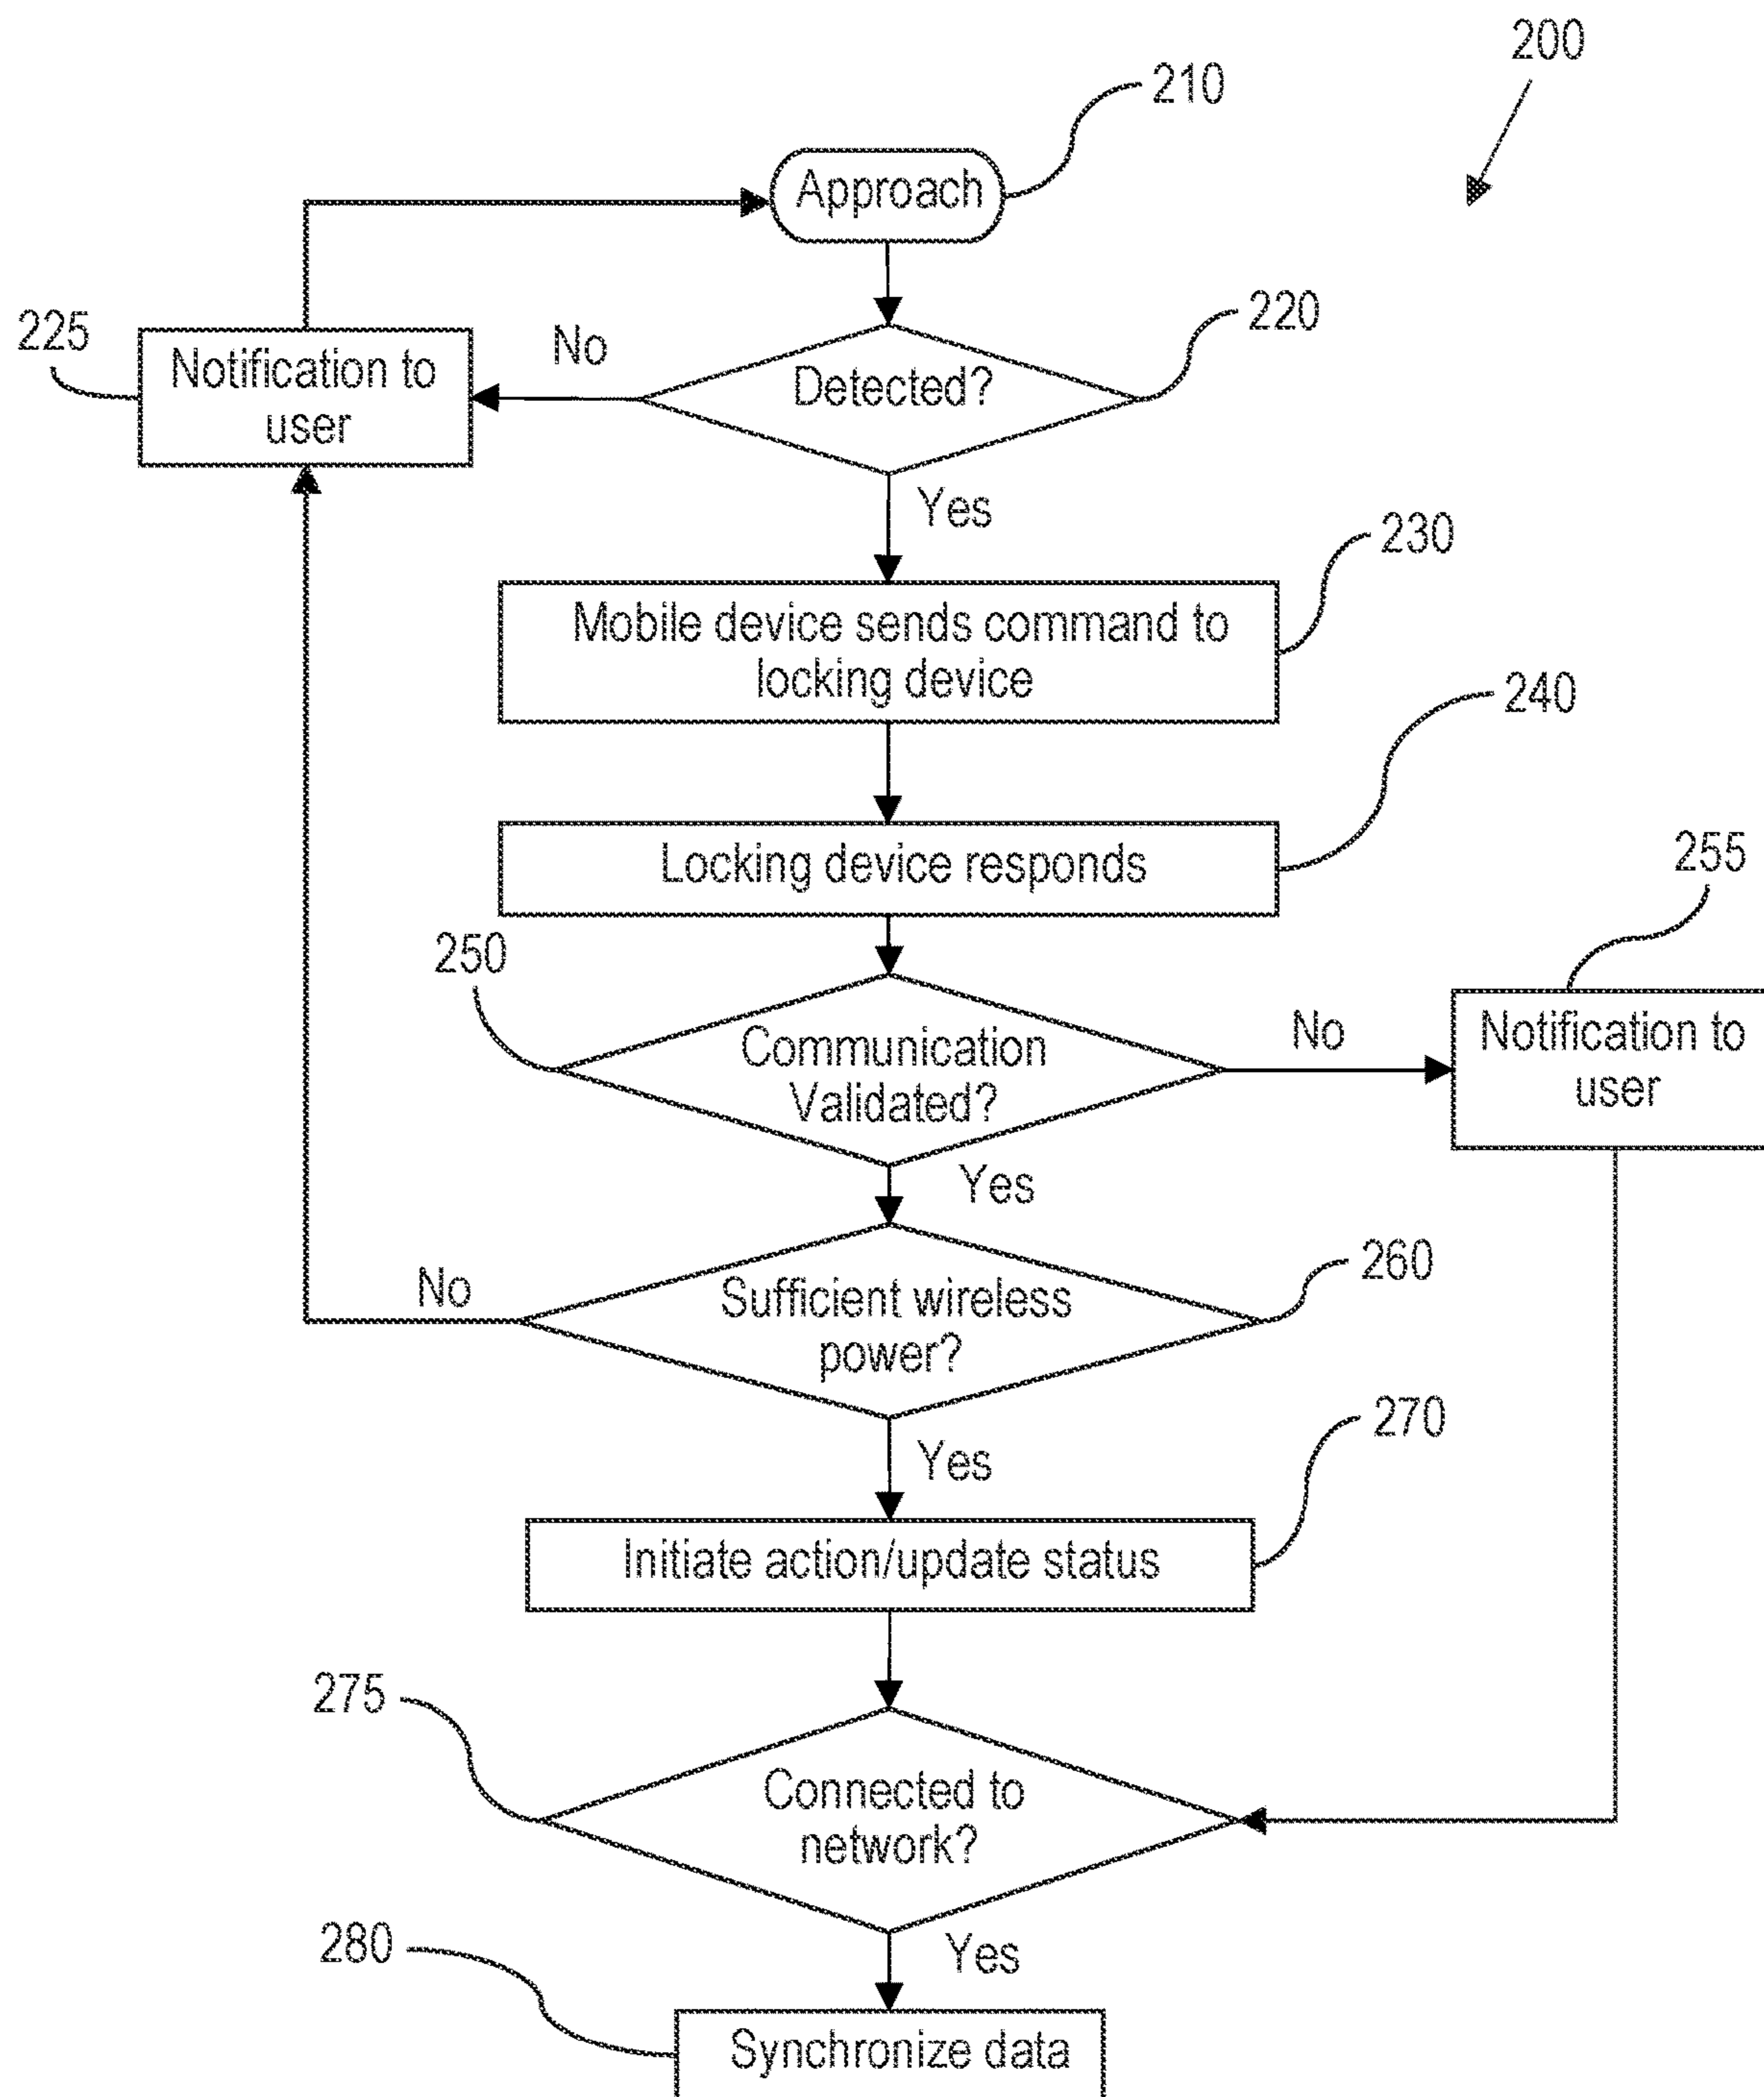 200
210
Approach
220
225
Notification to
user
No
Detected?
Yes
230
Mobile device sends command to
locking device
240
Locking device responds
255
250
Communication
Validated?
No
Notification to
user
Yes
260
No
Sufficient wireless
power?
270
Yes
Initiate action/update status
275
Connected to
network?
280
Yes
Synchronize data